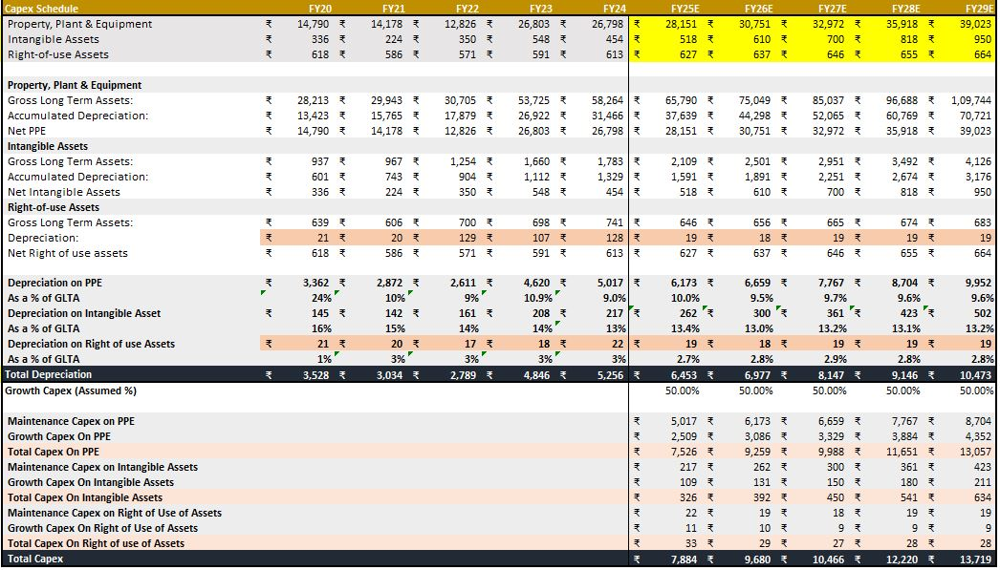 Capex Schedule FY20 FY21 FY22 FY23 FY24 FY25E FY26E FY27E FY28E FY29E
Property, Plant & Equipment ₹ 14,790 ₹ 14,178 ₹ 12,826 ₹ 26,803 ₹ 26,798 ₹ 28,151 ₹ 30,751 ₹ 32,972 ₹ 35,918 ₹ 39,023
Intangible Assets ₹ 336 ₹ 224 ₹ 350 ₹ 548 ₹ 454 ₹ 518 ₹ 610 ₹ 700 ₹ 818 ₹ 950
Right-of-use Assets ₹ 618 ₹ 586 ₹ 571 ₹ 591 ₹ 613 ₹ 627 ₹ 637 ₹ 646 ₹ 655 ₹ 664
Property, Plant & Equipment
Gross Long Term Assets: ₹ 28,213 ₹ 29,943 ₹ 30,705 ₹ 53,725 ₹ 58,264 ₹ 65,790 ₹ 75,049 ₹ 85,037 ₹ 96,688 ₹ 1,09,744
Accumulated Depreciation: ₹ 13,423 ₹ 15,765 ₹ 17,879 ₹ 26,922 ₹ 31,466 ₹ 37,639 ₹ 44,298 ₹ 52,065 ₹ 60,769 ₹ 70,721
Net PPE ₹ 14,790 ₹ 14,178 ₹ 12,826 ₹ 26,803 ₹ 26,798 ₹ 28,151 ₹ 30,751 ₹ 32,972 ₹ 35,918 ₹ 39,023
Intangible Assets
Gross Long Term Assets: ₹ 937 ₹ 967 ₹ 1,254 ₹ 1,660 ₹ 1,783 ₹ 2,109 ₹ 2,501 ₹ 2,951 ₹ 3,492 ₹ 4,126
Accumulated Depreciation: ₹ 601 ₹ 743 ₹ 904 ₹ 1,112 ₹ 1,329 ₹ 1,591 ₹ 1,891 ₹ 2,251 ₹ 2,674 ₹ 3,176
Net Intangible Assets ₹ 336 ₹ 224 ₹ 350 ₹ 548 ₹ 454 ₹ 518 ₹ 610 ₹ 700 ₹ 818 ₹ 950
Right-of-use Assets
Gross Long Term Assets: ₹ 639 ₹ 606 ₹ 700 ₹ 698 ₹ 741 ₹ 646 ₹ 656 ₹ 665 ₹ 674 ₹ 683
Depreciation: ₹ 21 ₹ 20 ₹ 129 ₹ 107 ₹ 128 ₹ 19 ₹ 18 ₹ 19 ₹ 19 ₹ 19
Net Right of use assets ₹ 618 ₹ 586 ₹ 571 ₹ 591 ₹ 613 ₹ 627 ₹ 637 ₹ 646 ₹ 655 ₹ 664
Depreciation on PPE ₹ 3,362 ₹ 2,872 ₹ 2,611 ₹ 4,620 ₹ 5,017 ₹ 6,173 ₹ 6,659 ₹ 7,767 ₹ 8,704 ₹ 9,952
As a % of GLTA 24% 10% 9% 10.9% 9.0% 10.0% 9.5% 9.7% 9.6% 9.6%
Depreciation on Intangible Asset ₹ 145 ₹ 142 ₹ 161 ₹ 208 ₹ 217 ₹ 262 ₹ 300 ₹ 361 ₹ 423 ₹ 502
As a % of GLTA 16% 15% 14% 14% 13% 13.4% 13.0% 13.2% 13.1% 13.2%
Depreciation on Right of use Assets ₹ 21 ₹ 20 ₹ 17 ₹ 18 ₹ 22 ₹ 19 ₹ 18 ₹ 19 ₹ 19 ₹ 19
As a % of GLTA 1% 3% 3% 3% 3% 2.7% 2.8% 2.9% 2.8% 2.8%
Total Depreciation ₹ 3,528 ₹ 3,034 ₹ 2,789 ₹ 4,846 ₹ 5,256 ₹ 6,453 ₹ 6,977 ₹ 8,147 ₹ 9,146 ₹ 10,473
Growth Capex (Assumed %) 50.00% 50.00% 50.00% 50.00% 50.00%
Maintenance Capex on PPE ₹ 5,017 ₹ 6,173 ₹ 6,659 ₹ 7,767 ₹ 8,704
Growth Capex On PPE ₹ 2,509 ₹ 3,086 ₹ 3,329 ₹ 3,884 ₹ 4,352
Total Capex On PPE ₹ 7,526 ₹ 9,259 ₹ 9,988 ₹ 11,651 ₹ 13,057
Maintenance Capex on Intangible Assets ₹ 217 ₹ 262 ₹ 300 ₹ 361 ₹ 423
Growth Capex On Intangible Assets ₹ 109 ₹ 131 ₹ 150 ₹ 180 ₹ 211
Total Capex On Intangible Assets ₹ 326 ₹ 392 ₹ 450 ₹ 541 ₹ 634
Maintenance Capex on Right of Use of Assets ₹ 22 ₹ 19 ₹ 18 ₹ 19 ₹ 19
Growth Capex On Right of Use of Assets ₹ 11 ₹ 10 ₹ 9 ₹ 9 ₹ 9
Total Capex On Right of use of Assets ₹ 33 ₹ 29 ₹ 27 ₹ 28 ₹ 28
Total Capex ₹ 7,884 ₹ 9,680 ₹ 10,466 ₹ 12,220 ₹ 13,719